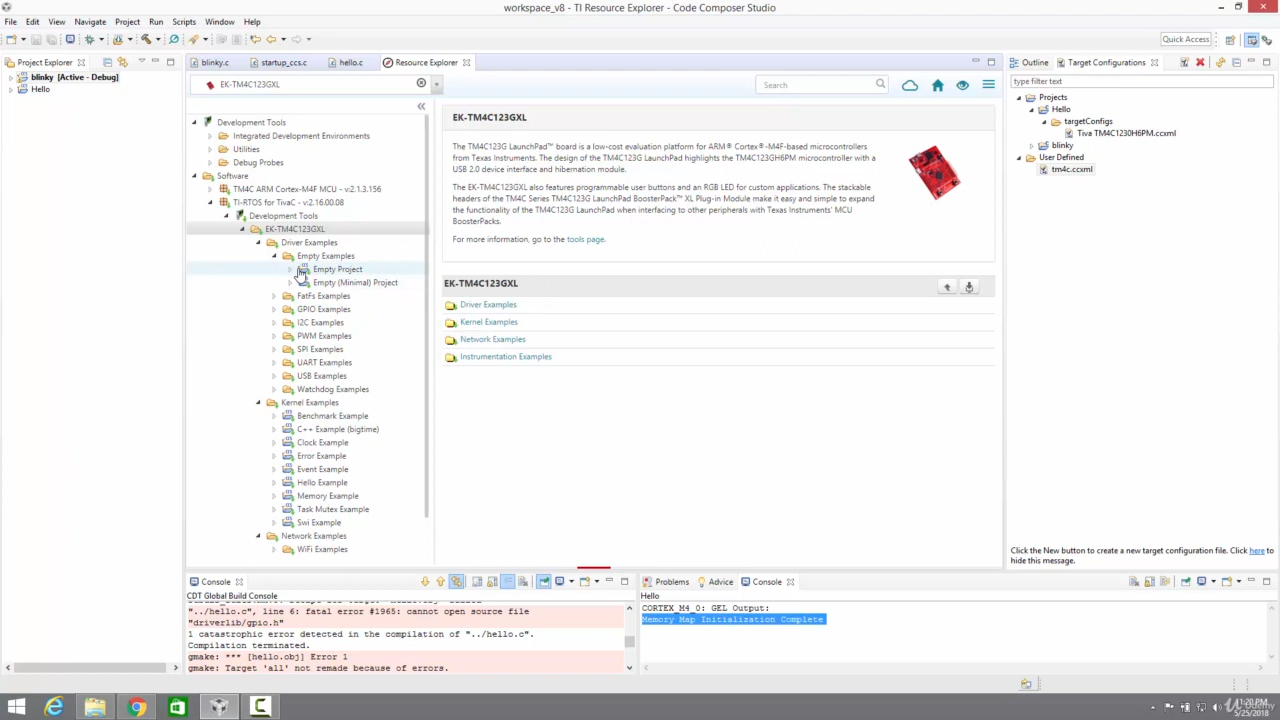 workspace_v8 - TI Resource Explorer - Code Composer Studio
File Edit View Navigate Project Run Scripts Window Help
Quick Access
Project Explorer
blinky [Active - Debug]
Hello
blinky.c startup_ccs.c hello.c Resource Explorer
EK-TM4C123GXL
Search
Development Tools
Integrated Development Environments
Utilities
Debug Probes
Software
TM4C ARM Cortex-M4F MCU - v:2.1.3.156
TI-RTOS for TivaC - v:2.16.00.08
Development Tools
EK-TM4C123GXL
Driver Examples
Empty Examples
Empty Project
Empty (Minimal) Project
FatFs Examples
GPIO Examples
I2C Examples
PWM Examples
SPI Examples
UART Examples
USB Examples
Watchdog Examples
Kernel Examples
Benchmark Example
C++ Example (bigtime)
Clock Example
Error Example
Event Example
Hello Example
Memory Example
Task Mutex Example
Swi Example
Network Examples
WiFi Examples
EK-TM4C123GXL
The TM4C123G LaunchPad™ board is a low-cost evaluation platform for ARM® Cortex®-M4F-based microcontrollers
from Texas Instruments. The design of the TM4C123G LaunchPad highlights the TM4C123GH6PM microcontroller with a
USB 2.0 device interface and hibernation module.
The EK-TM4C123GXL also features programmable user buttons and an RGB LED for custom applications. The stackable
headers of the TM4C Series TM4C123G LaunchPad BoosterPack™ XL Plug-in Module make it easy and simple to expand
the functionality of the TM4C123G LaunchPad when interfacing to other peripherals with Texas Instruments' MCU
BoosterPacks.
For more information, go to the tools page.
EK-TM4C123GXL
Driver Examples
Kernel Examples
Network Examples
Instrumentation Examples
Outline Target Configurations
type filter text
Projects
Hello
targetConfigs
Tiva TM4C1230H6PM.ccxml
blinky
User Defined
tm4c.ccxml
Click the New button to create a new target configuration file. Click here to
hide this message.
Console
CDT Global Build Console
"../hello.c", line 6: fatal error #1965: cannot open source file
"driverlib/gpio.h"
1 catastrophic error detected in the compilation of "../hello.c".
Compilation terminated.
gmake: *** [hello.obj] Error 1
gmake: Target 'all' not remade because of errors.
Problems Advice Console
Hello
CORTEX_M4_0: GEL Output:
Memory Map Initialization Complete
1:20 PM
5/25/2018
Udemy